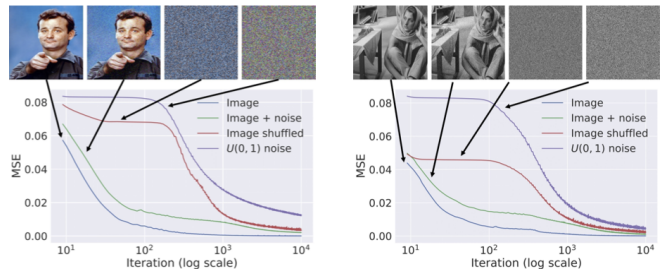 0.08
0.06
0.04
0.02
0.00
MSE
Image
Image + noise
Image shuffled
U(0, 1) noise
10¹ 10² 10³ 10⁴
Iteration (log scale)
0.08
0.06
0.04
0.02
0.00
MSE
Image
Image + noise
Image shuffled
U(0, 1) noise
10¹ 10² 10³ 10⁴
Iteration (log scale)